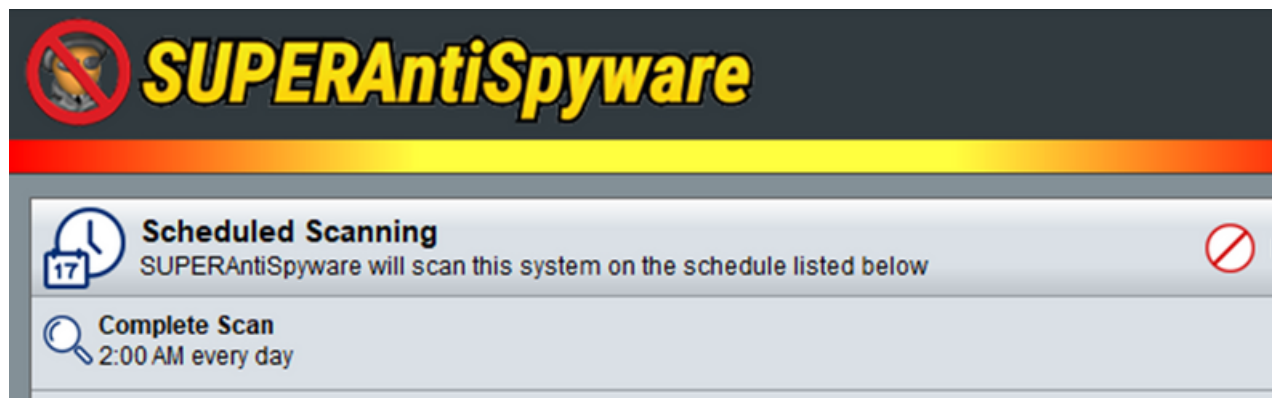 SUPERAntiSpyware
Scheduled Scanning
17
SUPERAntiSpyware will scan this system on the schedule listed below
Complete Scan
2:00 AM every day